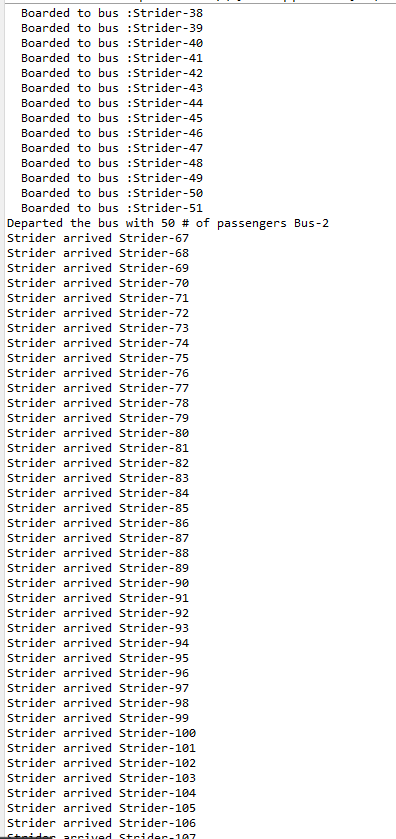 Boarded to bus :Strider-38
Boarded to bus :Strider-39
Boarded to bus :Strider-40
Boarded to bus :Strider-41
Boarded to bus :Strider-42
Boarded to bus :Strider-43
Boarded to bus :Strider-44
Boarded to bus :Strider-45
Boarded to bus :Strider-46
Boarded to bus :Strider-47
Boarded to bus :Strider-48
Boarded to bus :Strider-49
Boarded to bus :Strider-50
Boarded to bus :Strider-51
Departed the bus with 50 # of passengers Bus-2
Strider arrived Strider-67
Strider arrived Strider-68
Strider arrived Strider-69
Strider arrived Strider-70
Strider arrived Strider-71
Strider arrived Strider-72
Strider arrived Strider-73
Strider arrived Strider-74
Strider arrived Strider-75
Strider arrived Strider-76
Strider arrived Strider-77
Strider arrived Strider-78
Strider arrived Strider-79
Strider arrived Strider-80
Strider arrived Strider-81
Strider arrived Strider-82
Strider arrived Strider-83
Strider arrived Strider-84
Strider arrived Strider-85
Strider arrived Strider-86
Strider arrived Strider-87
Strider arrived Strider-88
Strider arrived Strider-89
Strider arrived Strider-90
Strider arrived Strider-91
Strider arrived Strider-92
Strider arrived Strider-93
Strider arrived Strider-94
Strider arrived Strider-95
Strider arrived Strider-96
Strider arrived Strider-97
Strider arrived Strider-98
Strider arrived Strider-99
Strider arrived Strider-100
Strider arrived Strider-101
Strider arrived Strider-102
Strider arrived Strider-103
Strider arrived Strider-104
Strider arrived Strider-105
Strider arrived Strider-106
Strider arrived Strider-107